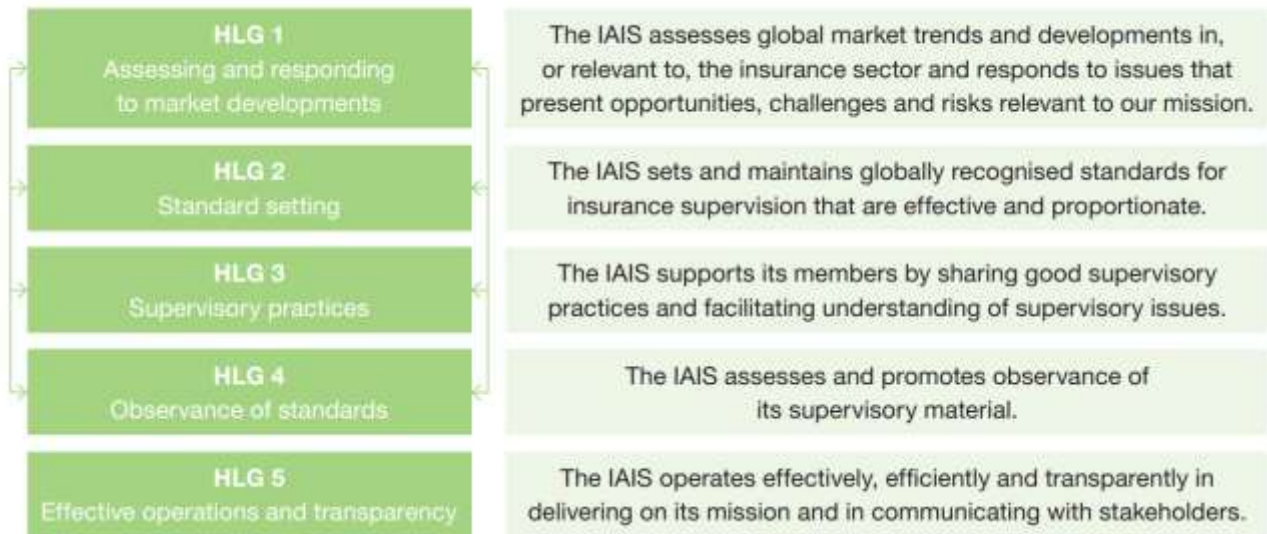 HLG 1
Assessing and responding
to market developments
The IAIS assesses global market trends and developments in,
or relevant to, the insurance sector and responds to issues that
present opportunities, challenges and risks relevant to our mission.
HLG 2
Standard setting
The IAIS sets and maintains globally recognised standards for
insurance supervision that are effective and proportionate.
HLG 3
Supervisory practices
The IAIS supports its members by sharing good supervisory
practices and facilitating understanding of supervisory issues.
HLG 4
Observance of standards
The IAIS assesses and promotes observance of
its supervisory material.
HLG 5
Effective operations and transparency
The IAIS operates effectively, efficiently and transparently in
delivering on its mission and in communicating with stakeholders.